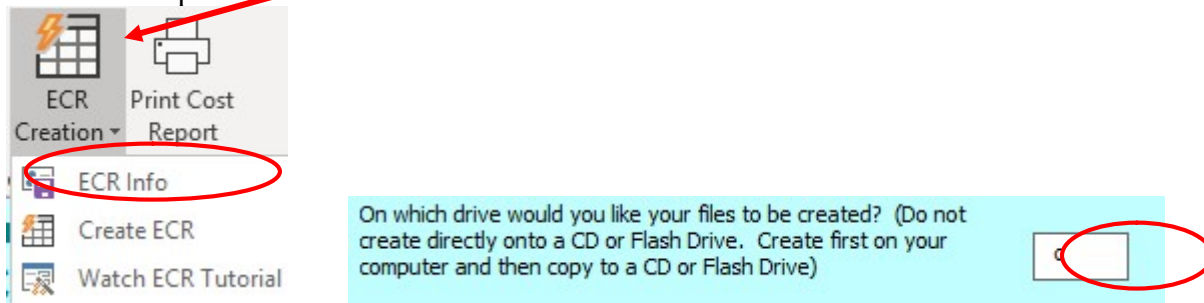 ECR
Creation
Print Cost
Report
ECR Info
Create ECR
Watch ECR Tutorial
On which drive would you like your files to be created? (Do not
create directly onto a CD or Flash Drive. Create first on your
computer and then copy to a CD or Flash Drive)